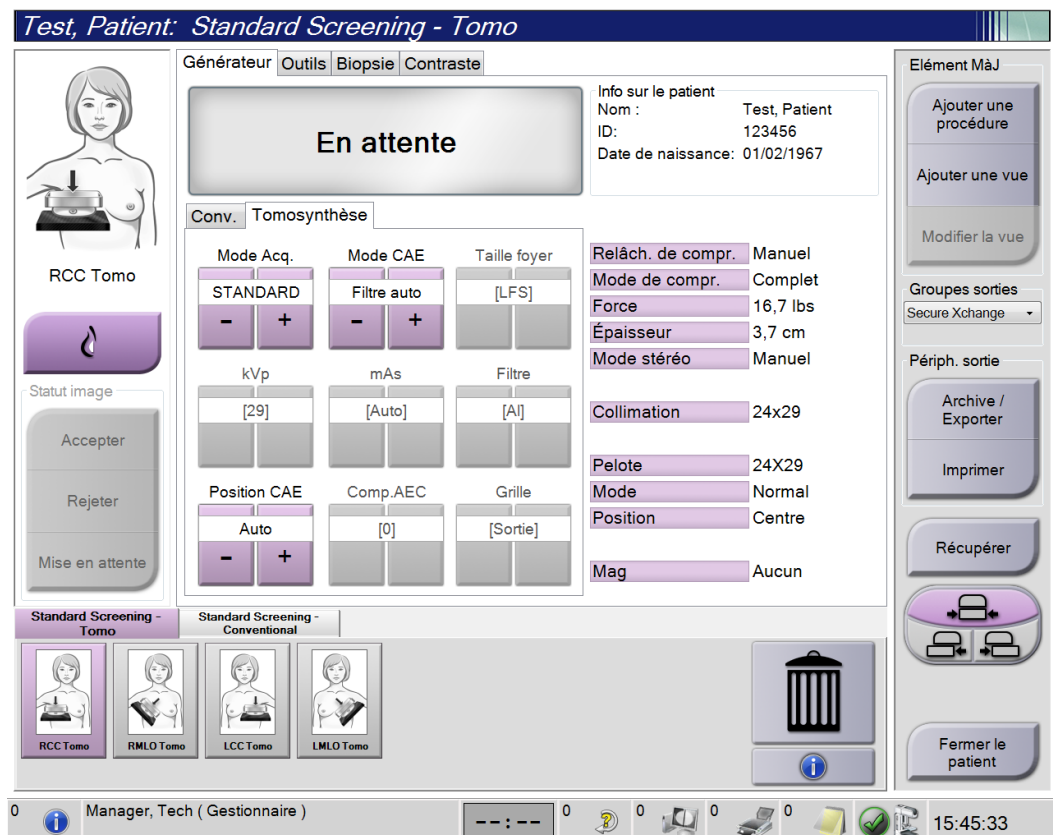 Test, Patient:  Standard Screening - Tomo
Générateur Outils Biopsie Contraste
En attente
Info sur le patient
Nom : Test, Patient
ID: 123456
Date de naissance: 01/02/1967
RCC Tomo
Statut image
Accepter
Rejeter
Mise en attente
Conv. Tomosynthèse
Mode Acq. Mode CAE Taille foyer
STANDARD Filtre auto [LFS]
- + - +
kVp mAs Filtre
[29] [Auto] [Al]
Position CAE Comp.AEC Grille
Auto [0] [Sortie]
- +
Relâch. de compr. Manuel
Mode de compr. Complet
Force 16,7 lbs
Épaisseur 3,7 cm
Mode stéréo Manuel
Collimation 24x29
Pelote 24X29
Mode Normal
Position Centre
Mag Aucun
Elément MàJ
Ajouter une
procédure
Ajouter une vue
Modifier la vue
Groupes sorties
Secure Xchange
Périph. sortie
Archive /
Exporter
Imprimer
Récupérer
Fermer le
patient
Standard Screening -
Tomo
Standard Screening -
Conventional
RCC Tomo RMLO Tomo LCC Tomo LMLO Tomo
0 Manager, Tech ( Gestionnaire ) --:-- 0 0 0 0 15:45:33